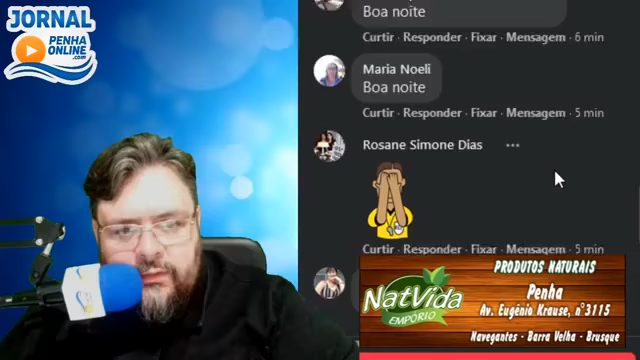 JORNAL
PENHA
ONLINE
.com
Boa noite
Curtir · Responder · Fixar · Mensagem · 6 min
Maria Noeli
Boa noite
Curtir · Responder · Fixar · Mensagem · 5 min
Rosane Simone Dias
Curtir · Responder · Fixar · Mensagem · 5 min
PRODUTOS NATURAIS
NatVida
EMPÓRIO
Penha
Av. Eugênio Krause, nº3115
Navegantes - Barra Velha - Brusque